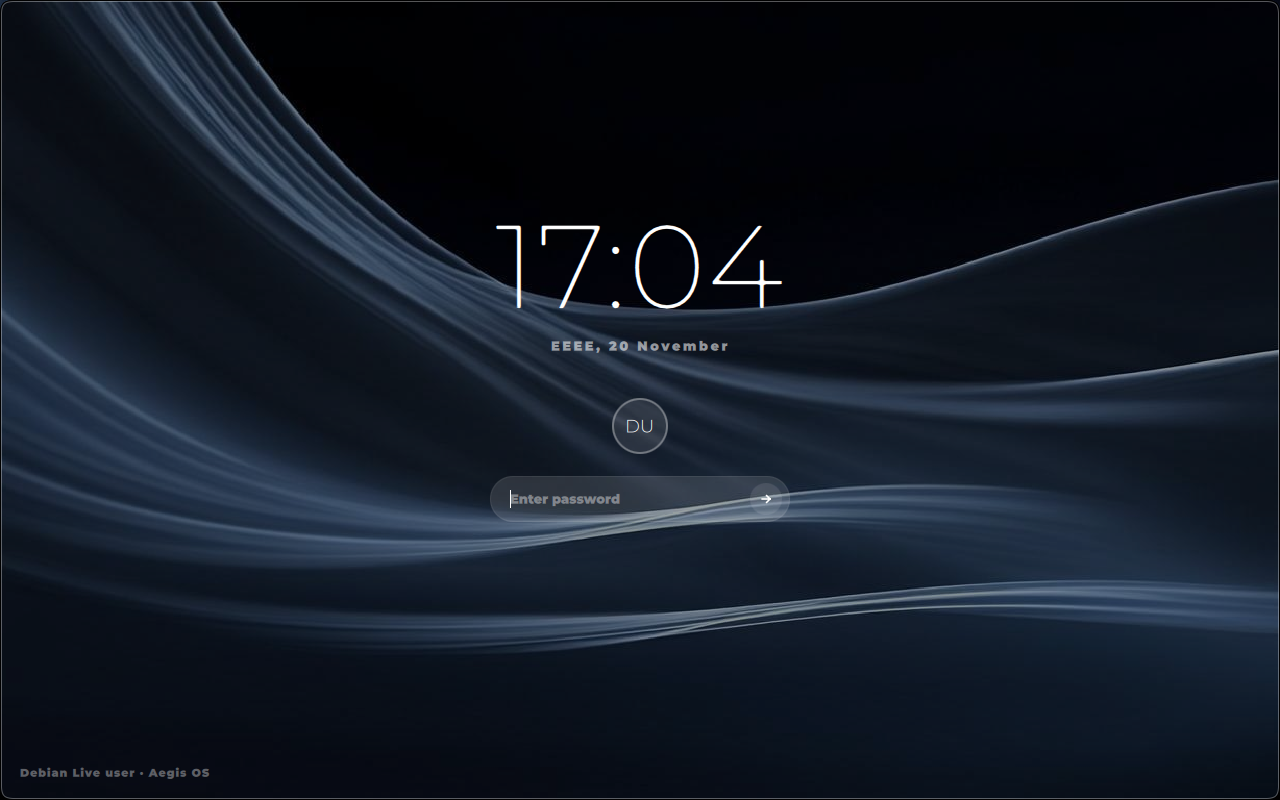 17:04
EEEE, 20 November
DU
Enter password
Debian Live user • Aegis OS